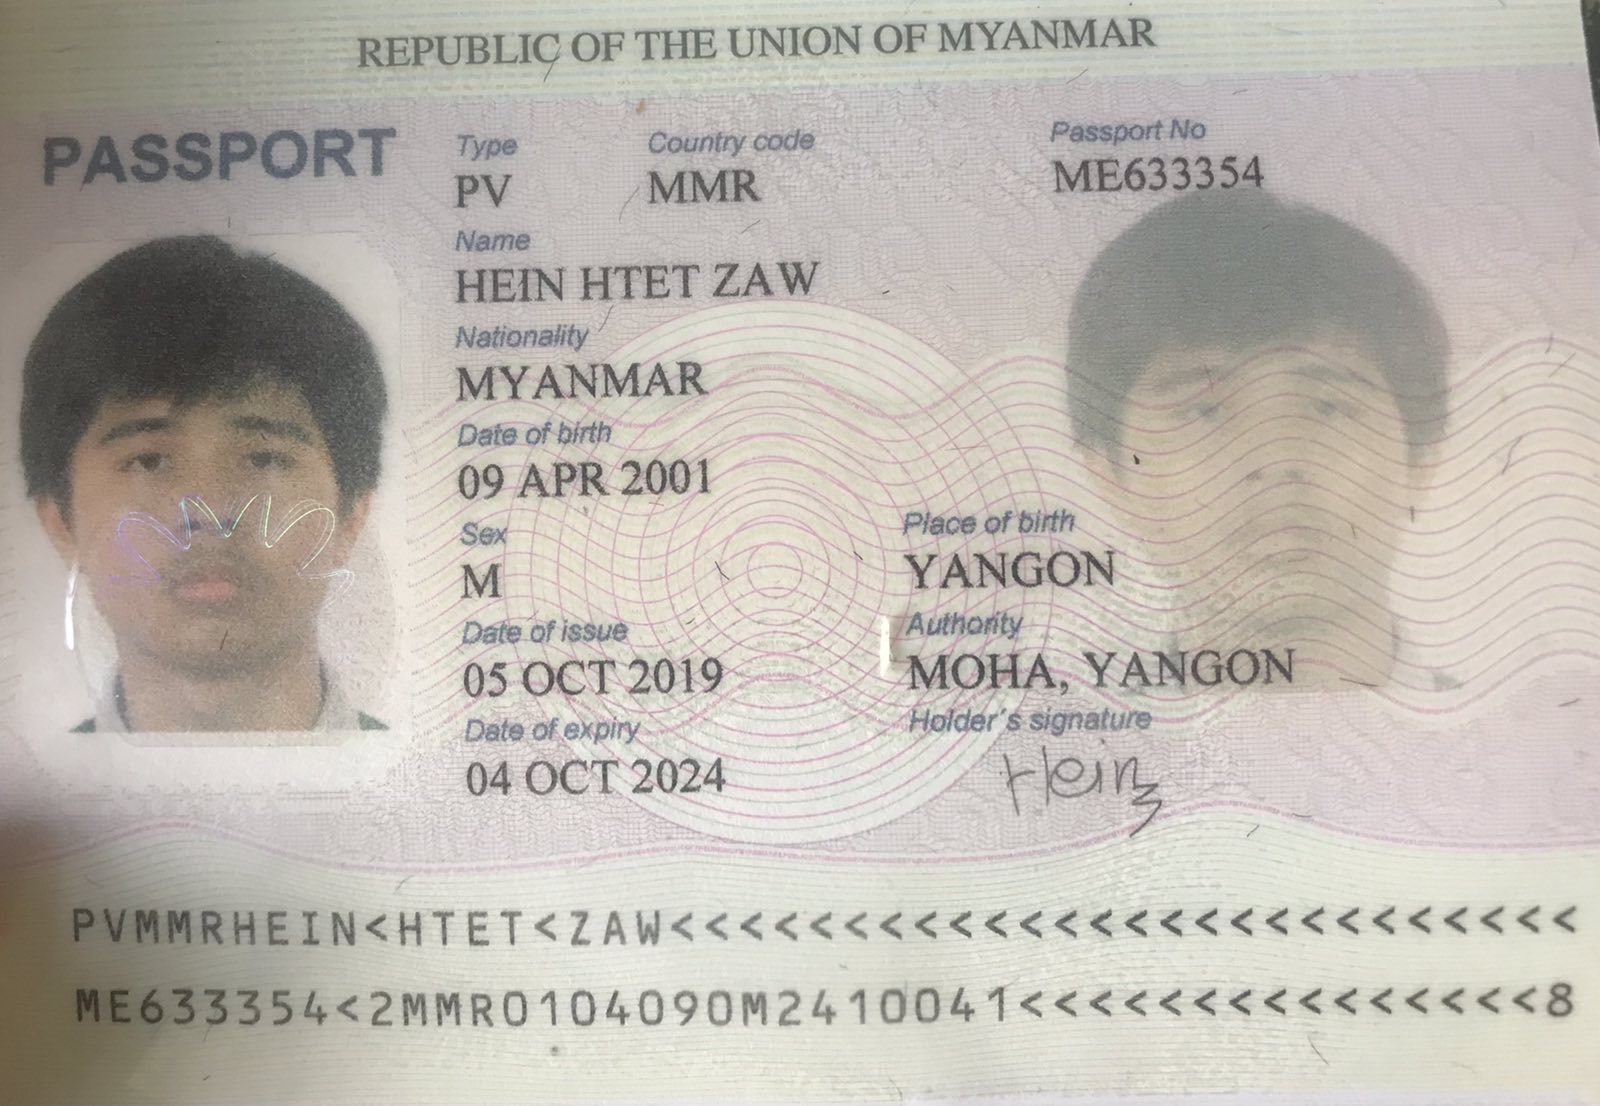 REPUBLIC OF THE UNION OF MYANMAR
PASSPORT
Type Country code Passport No
PV MMR ME633354
Name
HEIN HTET ZAW
Nationality
MYANMAR
Date of birth
09 APR 2001
Sex Place of birth
M YANGON
Date of issue Authority
05 OCT 2019 MOHA, YANGON
Date of expiry Holder's signature
04 OCT 2024 Hein
PVMMRHEIN<HTET<ZAW<<<<<<<<<<<<<<<<<<<<<<<<<<
ME633354<2MMR0104090M2410041<<<<<<<<<<<<<<<8